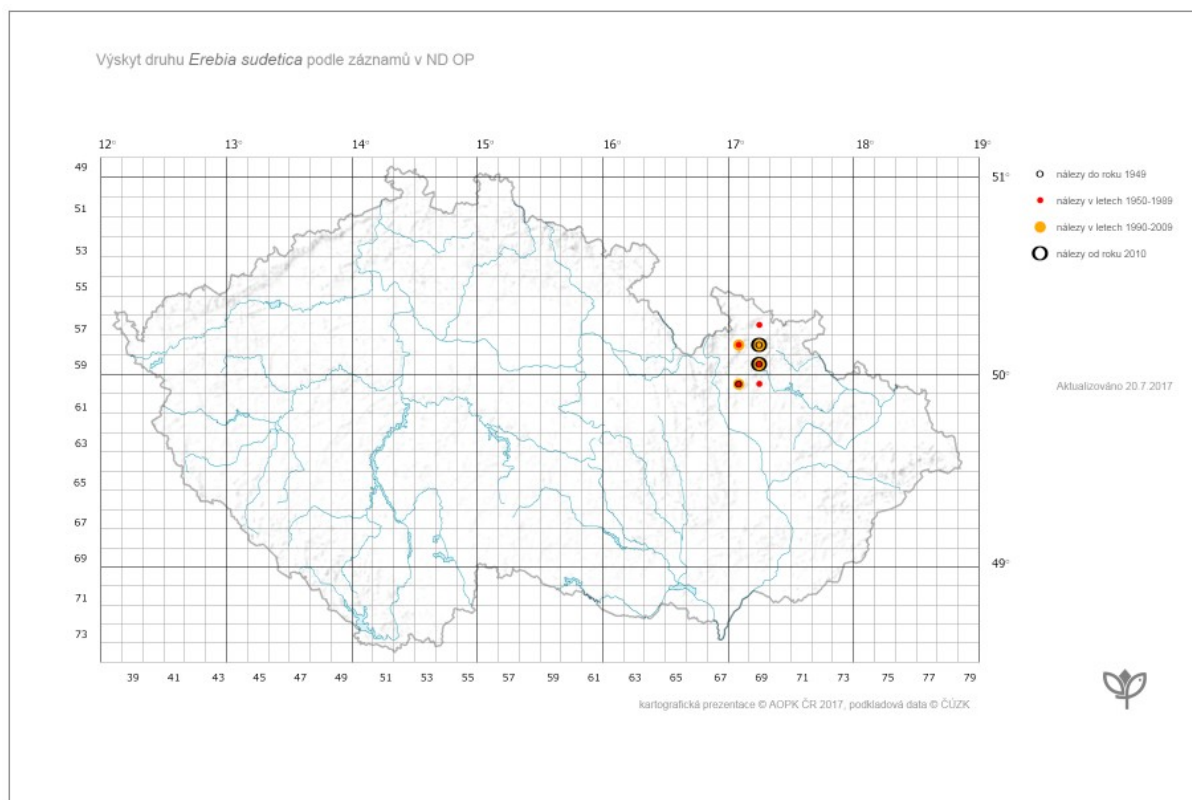 Výskyt druhu Erebia sudetica podle záznamů v ND OP
12° 13° 14° 15° 16° 17° 18° 19°
49
51° nálezy do roku 1949
51 nálezy v letech 1950-1989
53 nálezy v letech 1990-2009
nálezy od roku 2010
55
57
59
50° Aktualizováno 20.7.2017
61
63
65
67
69
49°
71
73
39 41 43 45 47 49 51 53 55 57 59 61 63 65 67 69 71 73 77 79
kartografická prezentace © AOPK ČR 2017, podkladová data © ČÚZK